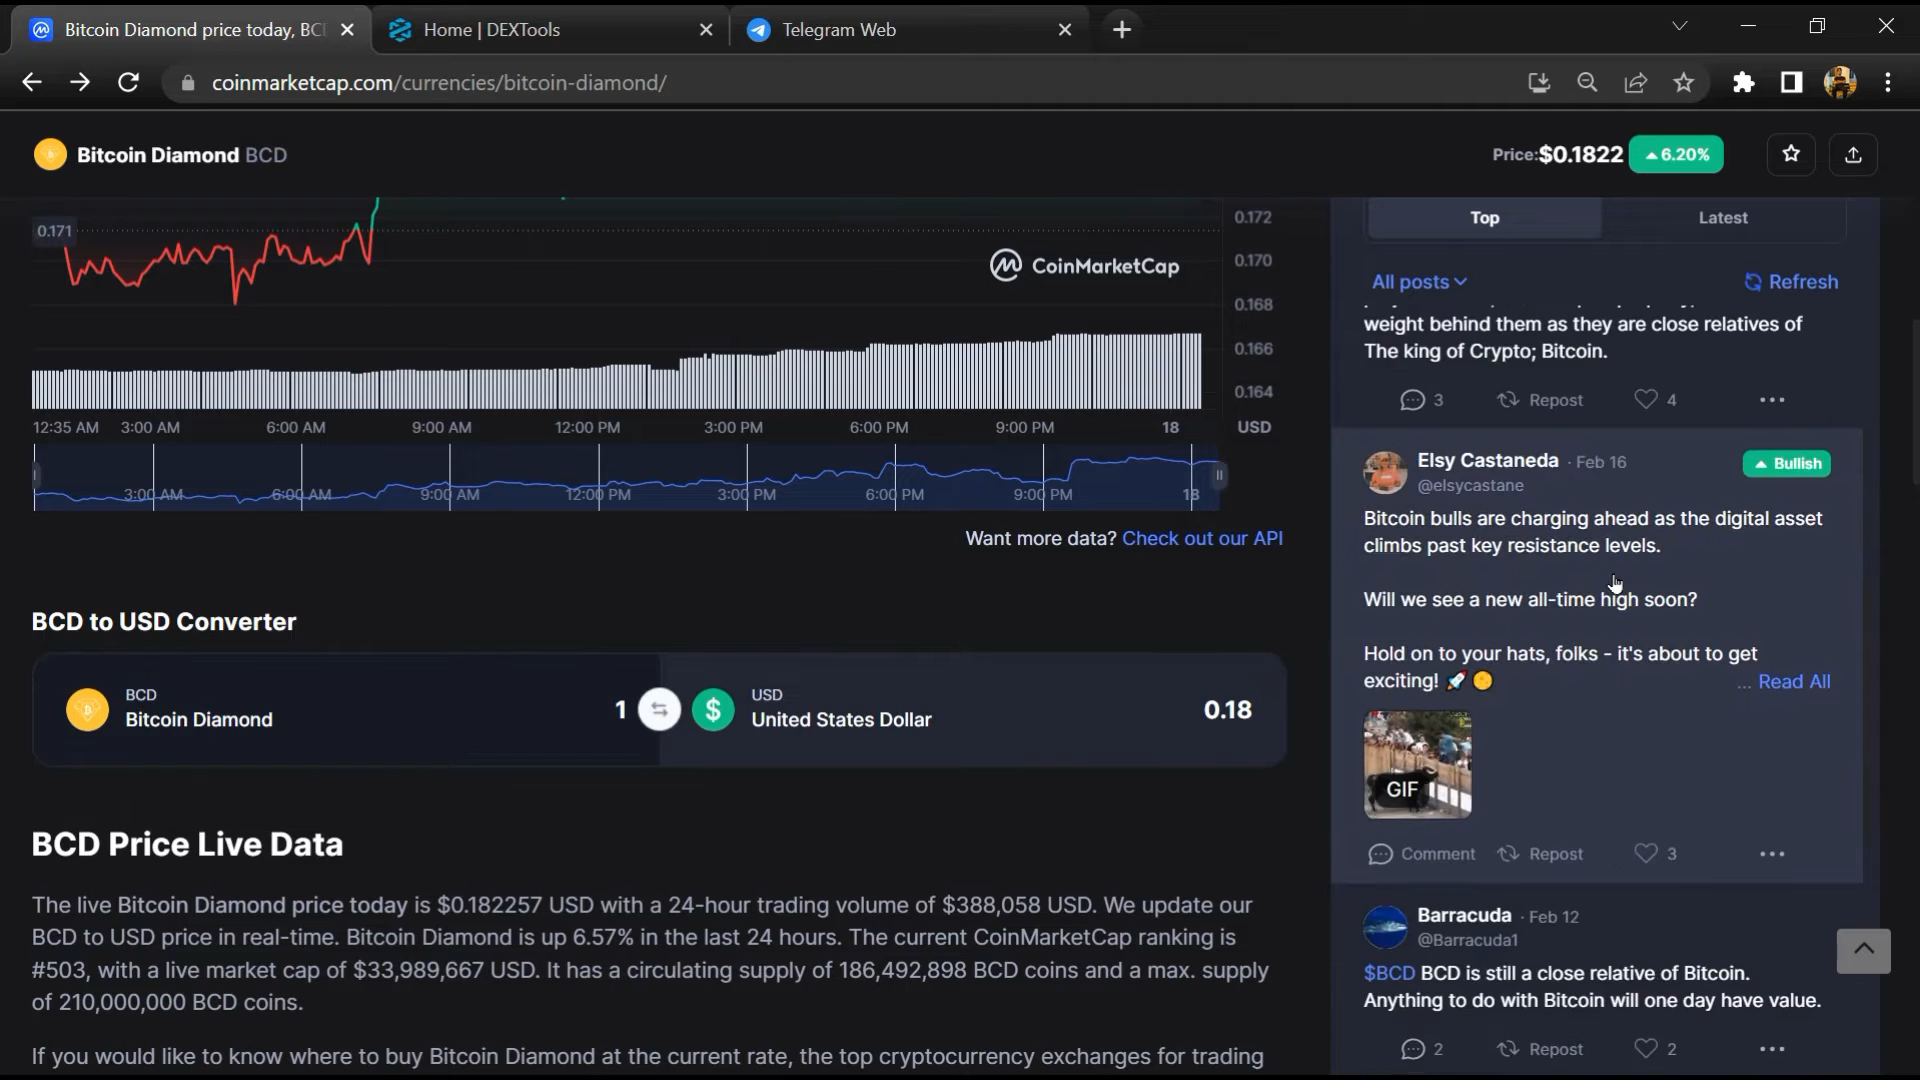 Bitcoin Diamond price today, BC
Home | DEXTools
Telegram Web
coinmarketcap.com/currencies/bitcoin-diamond/
Bitcoin Diamond BCD
Price:$0.1822
6.20%
0.171
CoinMarketCap
0.172
0.170
0.168
0.166
0.164
12:35 AM 3:00 AM 6:00 AM 9:00 AM 12:00 PM 3:00 PM 6:00 PM 9:00 PM 18 USD
3:00 AM 6:00 AM 9:00 AM 12:00 PM 3:00 PM 6:00 PM 9:00 PM 18
Want more data? Check out our API
BCD to USD Converter
BCD
Bitcoin Diamond
1
$
USD
United States Dollar
0.18
BCD Price Live Data
The live Bitcoin Diamond price today is $0.182257 USD with a 24-hour trading volume of $388,058 USD. We update our
BCD to USD price in real-time. Bitcoin Diamond is up 6.57% in the last 24 hours. The current CoinMarketCap ranking is
#503, with a live market cap of $33,989,667 USD. It has a circulating supply of 186,492,898 BCD coins and a max. supply
of 210,000,000 BCD coins.
If you would like to know where to buy Bitcoin Diamond at the current rate, the top cryptocurrency exchanges for trading
Top
Latest
All posts
Refresh
weight behind them as they are close relatives of
The king of Crypto; Bitcoin.
3 Repost 4
Elsy Castaneda · Feb 16
Bullish
@elsycastane
Bitcoin bulls are charging ahead as the digital asset
climbs past key resistance levels.
Will we see a new all-time high soon?
Hold on to your hats, folks - it's about to get
exciting! 🚀🟡 ... Read All
GIF
Comment Repost 3
Barracuda · Feb 12
@Barracuda1
$BCD BCD is still a close relative of Bitcoin.
Anything to do with Bitcoin will one day have value.
2 Repost 2